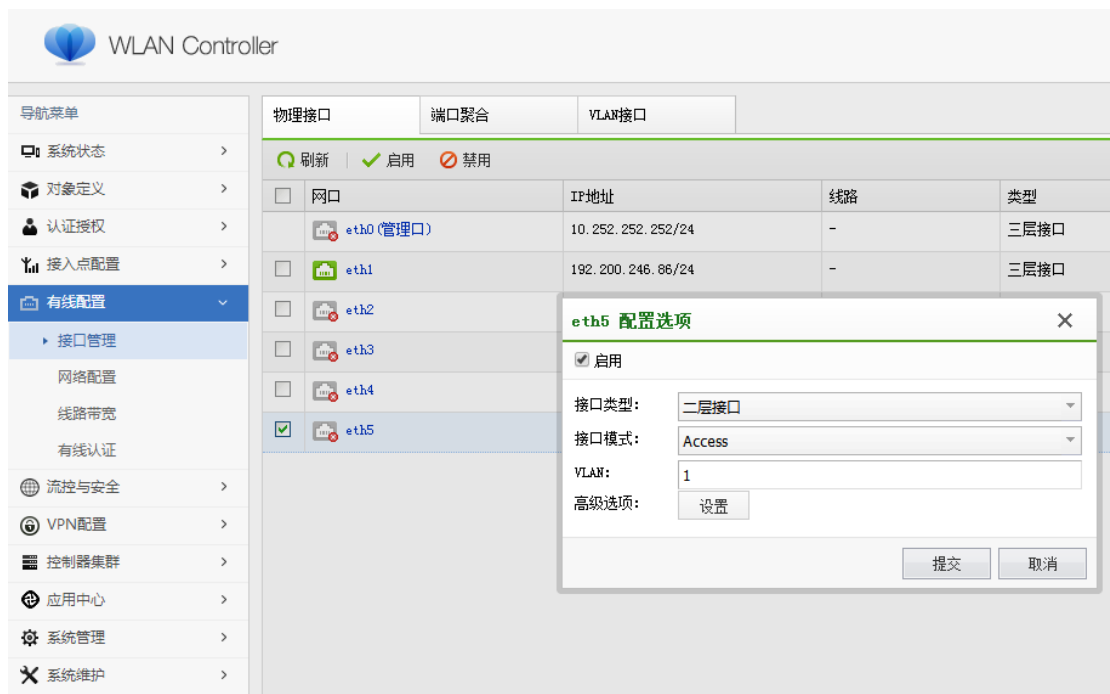 WLAN Controller
导航菜单
系统状态
对象定义
认证授权
接入点配置
有线配置
接口管理
网络配置
线路带宽
有线认证
流控与安全
VPN配置
控制器集群
应用中心
系统管理
系统维护
物理接口 端口聚合 VLAN接口
刷新 启用 禁用
网口 IP地址 线路 类型
eth0(管理口) 10.252.252.252/24 - 三层接口
eth1 192.200.246.86/24 - 三层接口
eth2
eth3
eth4
eth5
eth5 配置选项
启用
接口类型: 二层接口
接口模式: Access
VLAN: 1
高级选项: 设置
提交 取消